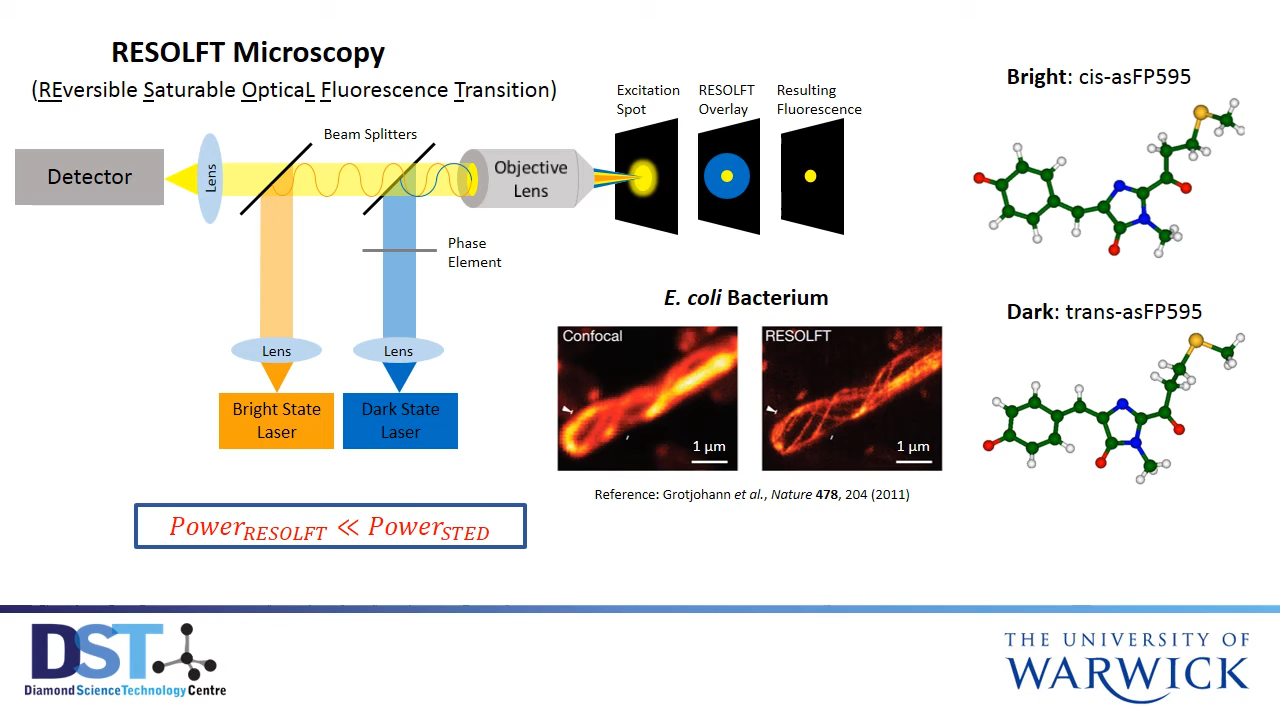 RESOLFT Microscopy
(REversible Saturable OpticaL Fluorescence Transition)
Beam Splitters
Detector
Lens
Objective
Lens
Phase
Element
Lens
Lens
Bright State
Laser
Dark State
Laser
Excitation
Spot
RESOLFT
Overlay
Resulting
Fluorescence
E. coli Bacterium
Confocal
1 µm
RESOLFT
1 µm
Reference: Grotjohann et al., Nature 478, 204 (2011)
Bright: cis-asFP595
Dark: trans-asFP595
Power_RESOLFT ≪ Power_STED
DST
Diamond Science Technology Centre
THE UNIVERSITY OF
WARWICK